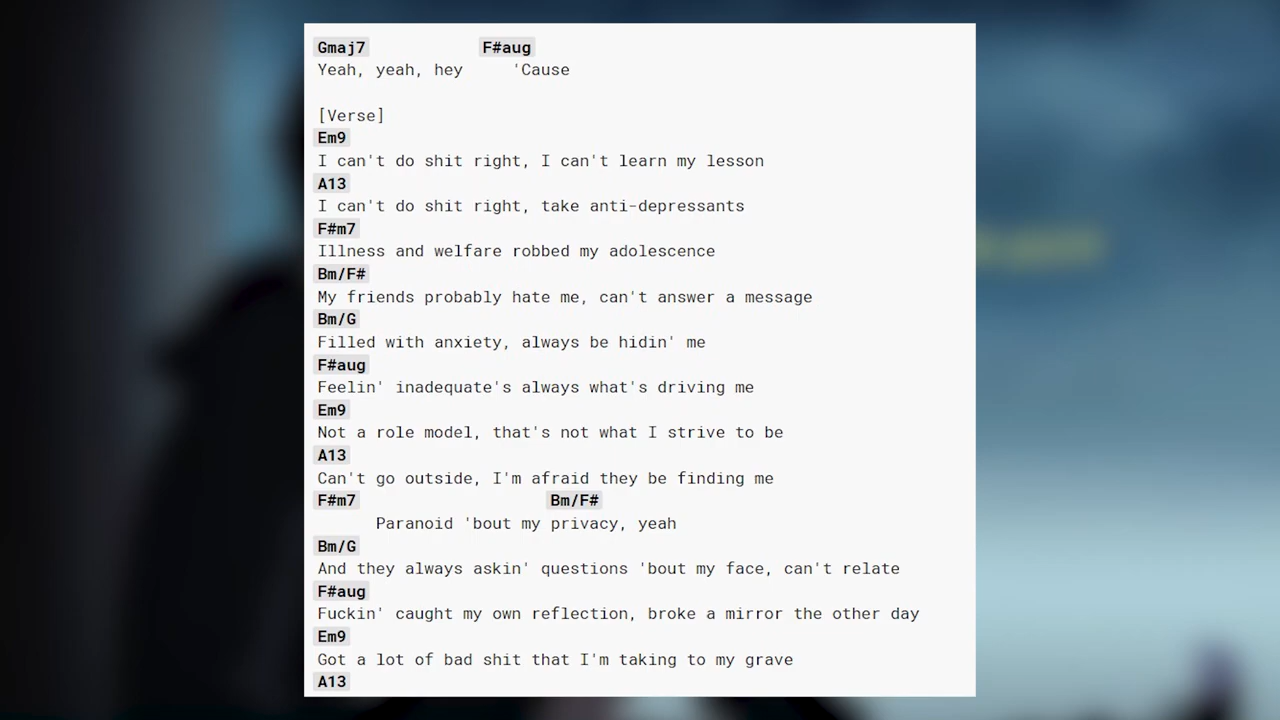 Gmaj7 F#aug
Yeah, yeah, hey 'Cause
[Verse]
Em9
I can't do shit right, I can't learn my lesson
A13
I can't do shit right, take anti-depressants
F#m7
Illness and welfare robbed my adolescence
Bm/F#
My friends probably hate me, can't answer a message
Bm/G
Filled with anxiety, always be hidin' me
F#aug
Feelin' inadequate's always what's driving me
Em9
Not a role model, that's not what I strive to be
A13
Can't go outside, I'm afraid they be finding me
F#m7 Bm/F#
Paranoid 'bout my privacy, yeah
Bm/G
And they always askin' questions 'bout my face, can't relate
F#aug
Fuckin' caught my own reflection, broke a mirror the other day
Em9
Got a lot of bad shit that I'm taking to my grave
A13